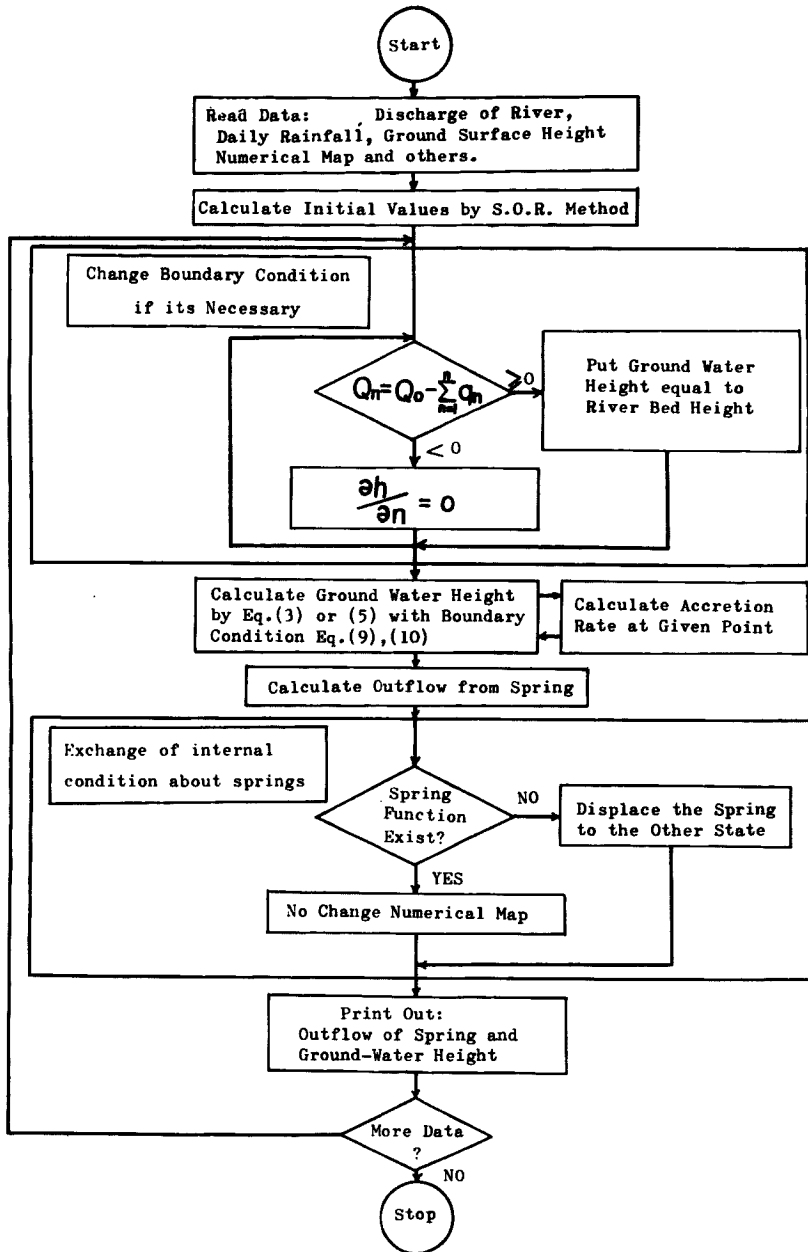 Start
Read Data: Discharge of River,
Daily Rainfall, Ground Surface Height
Numerical Map and others.
Calculate Initial Values by S.O.R. Method
Change Boundary Condition
if its Necessary
Qn=Q0-∑n=1n qn
≥0
Put Ground Water
Height equal to
River Bed Height
< 0
∂h/∂n = 0
Calculate Ground Water Height
by Eq.(3) or (5) with Boundary
Condition Eq.(9),(10)
Calculate Accretion
Rate at Given Point
Calculate Outflow from Spring
Exchange of internal
condition about springs
Spring
Function
Exist?
NO
Displace the Spring
to the Other State
YES
No Change Numerical Map
Print Out:
Outflow of Spring and
Ground-Water Height
More Data
?
NO
Stop